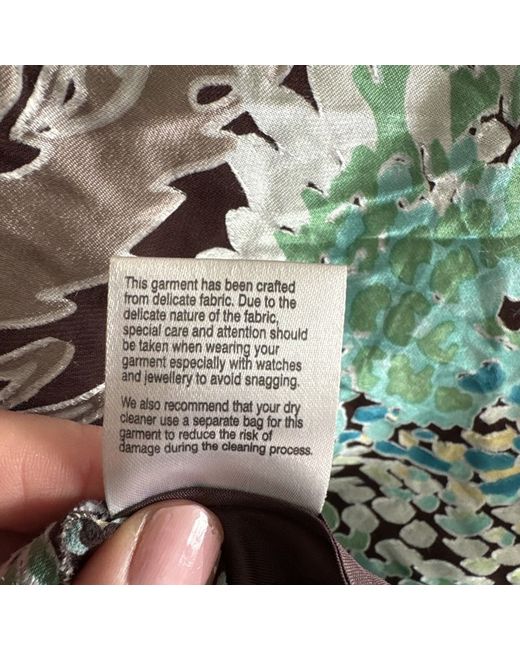 This garment has been crafted
from delicate fabric. Due to the
delicate nature of the fabric,
special care and attention should
be taken when wearing your
garment especially with watches
and jewellery to avoid snagging.
We also recommend that your dry
cleaner use a separate bag for this
garment to reduce the risk of
damage during the cleaning process.